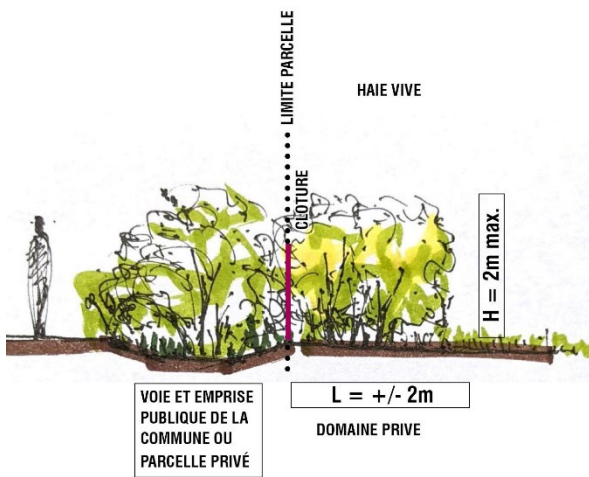 LIMITE PARCELLE
HAIE VIVE
CLOTURE
H = 2m max.
VOIE ET EMPRISE
PUBLIQUE DE LA
COMMUNE OU
PARCELLE PRIVÉ
L = +/- 2m
DOMAINE PRIVE